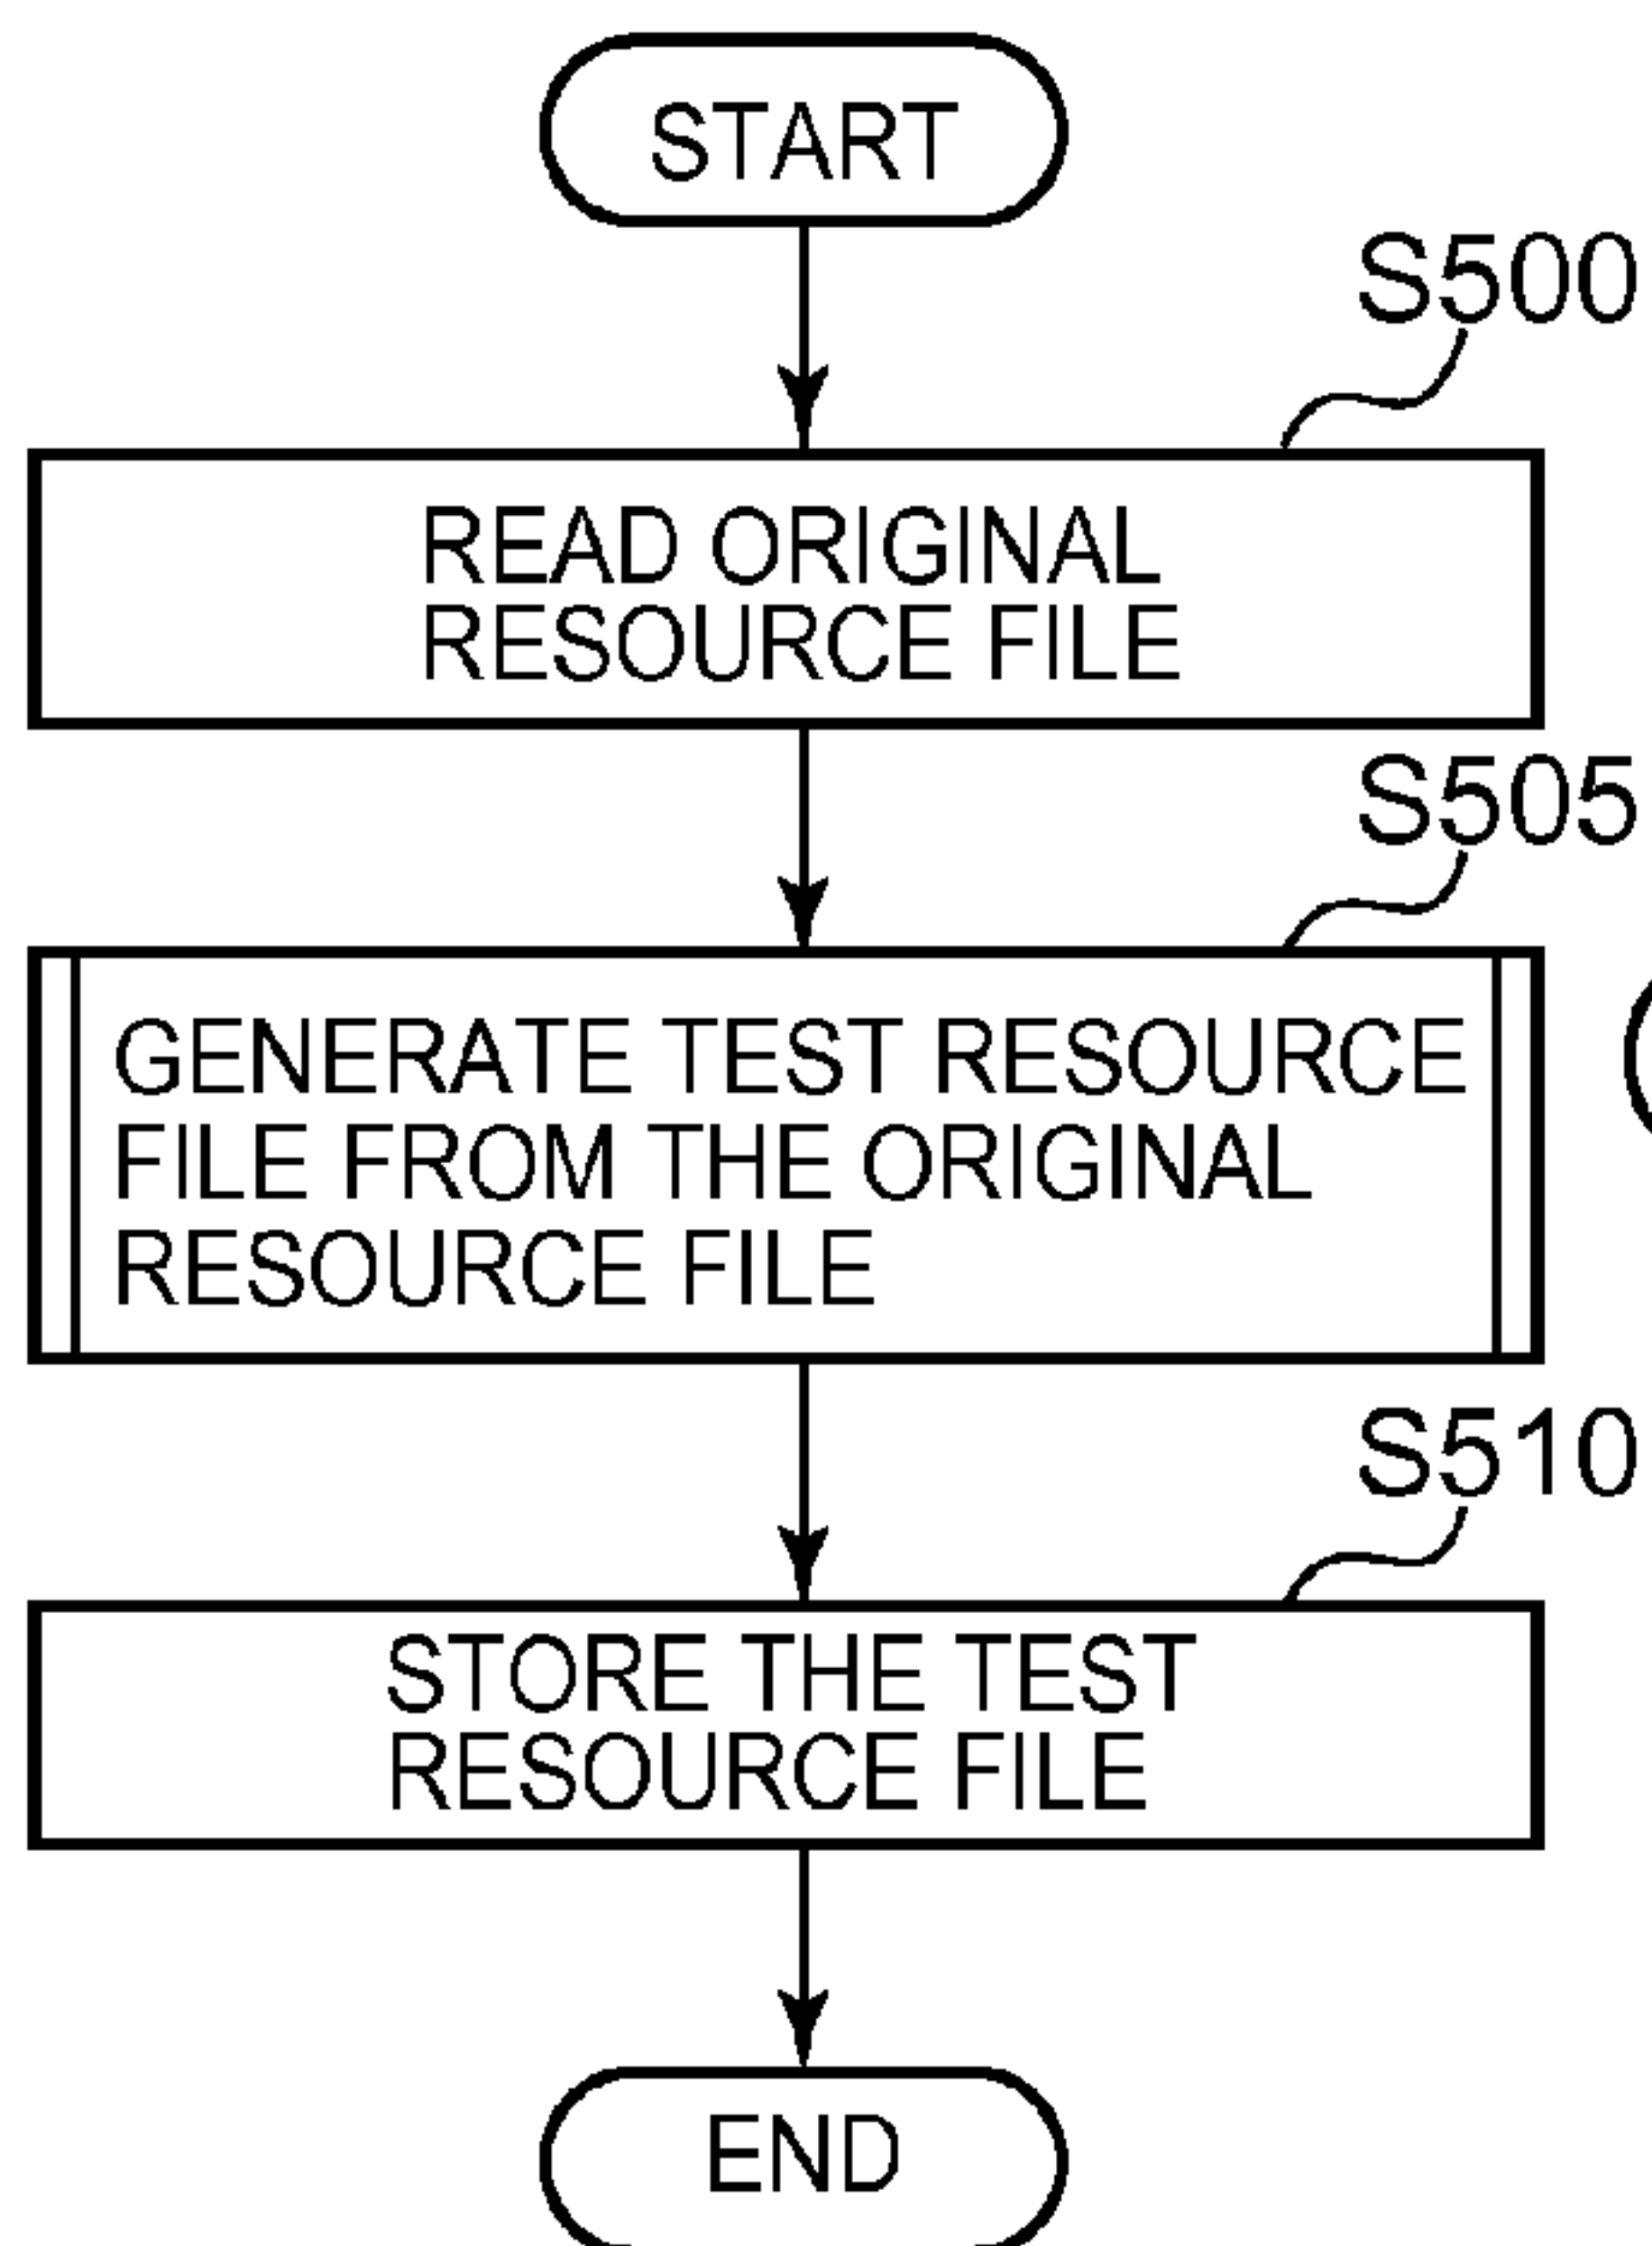 START
S500
READ ORIGINAL
RESOURCE FILE
S505
GENERATE TEST RESOURCE
FILE FROM THE ORIGINAL
RESOURCE FILE
S510
STORE THE TEST
RESOURCE FILE
END